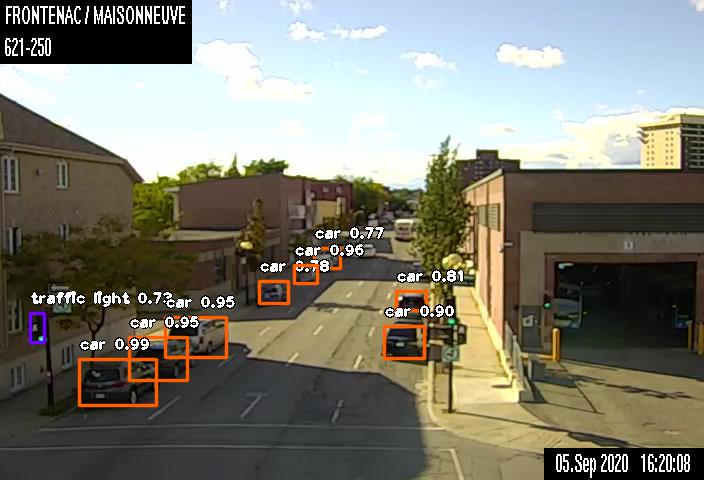 FRONTENAC / MAISONNEUVE
621-250
car 0.77
car 0.96
car 0.78
car 0.81
traffic light 0.73
car 0.95
car 0.90
car 0.95
car 0.99
05.Sep 2020 16:20:08